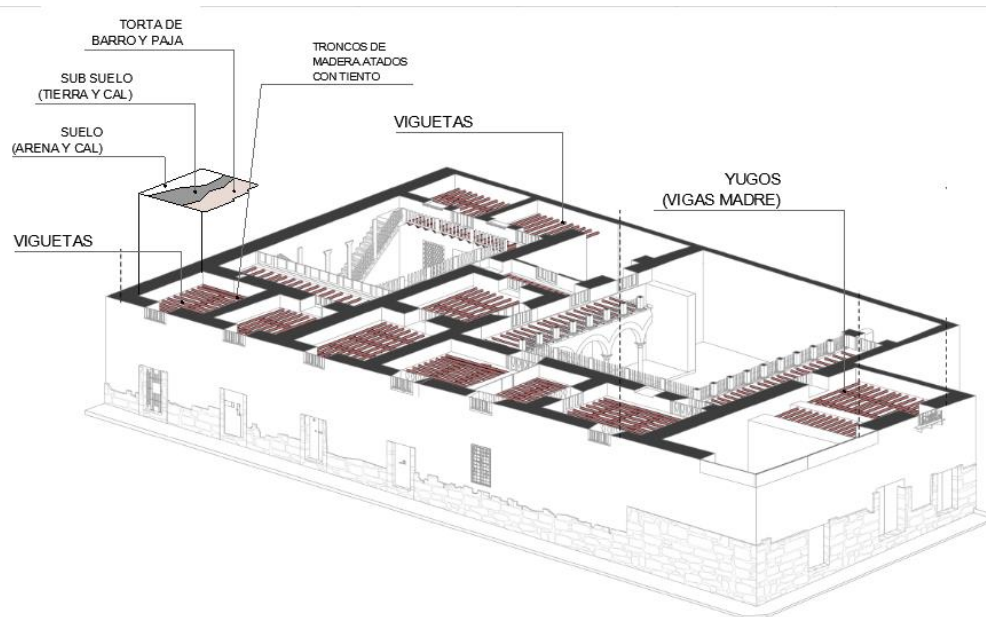 TORTA DE
BARRO Y PAJA
TRONCOS DE
MADERA ATADOS
CON TIENTO
SUB SUELO
(TIERRA Y CAL)
SUELO
(ARENA Y CAL)
VIGUETAS
YUGOS
(VIGAS MADRE)
VIGUETAS